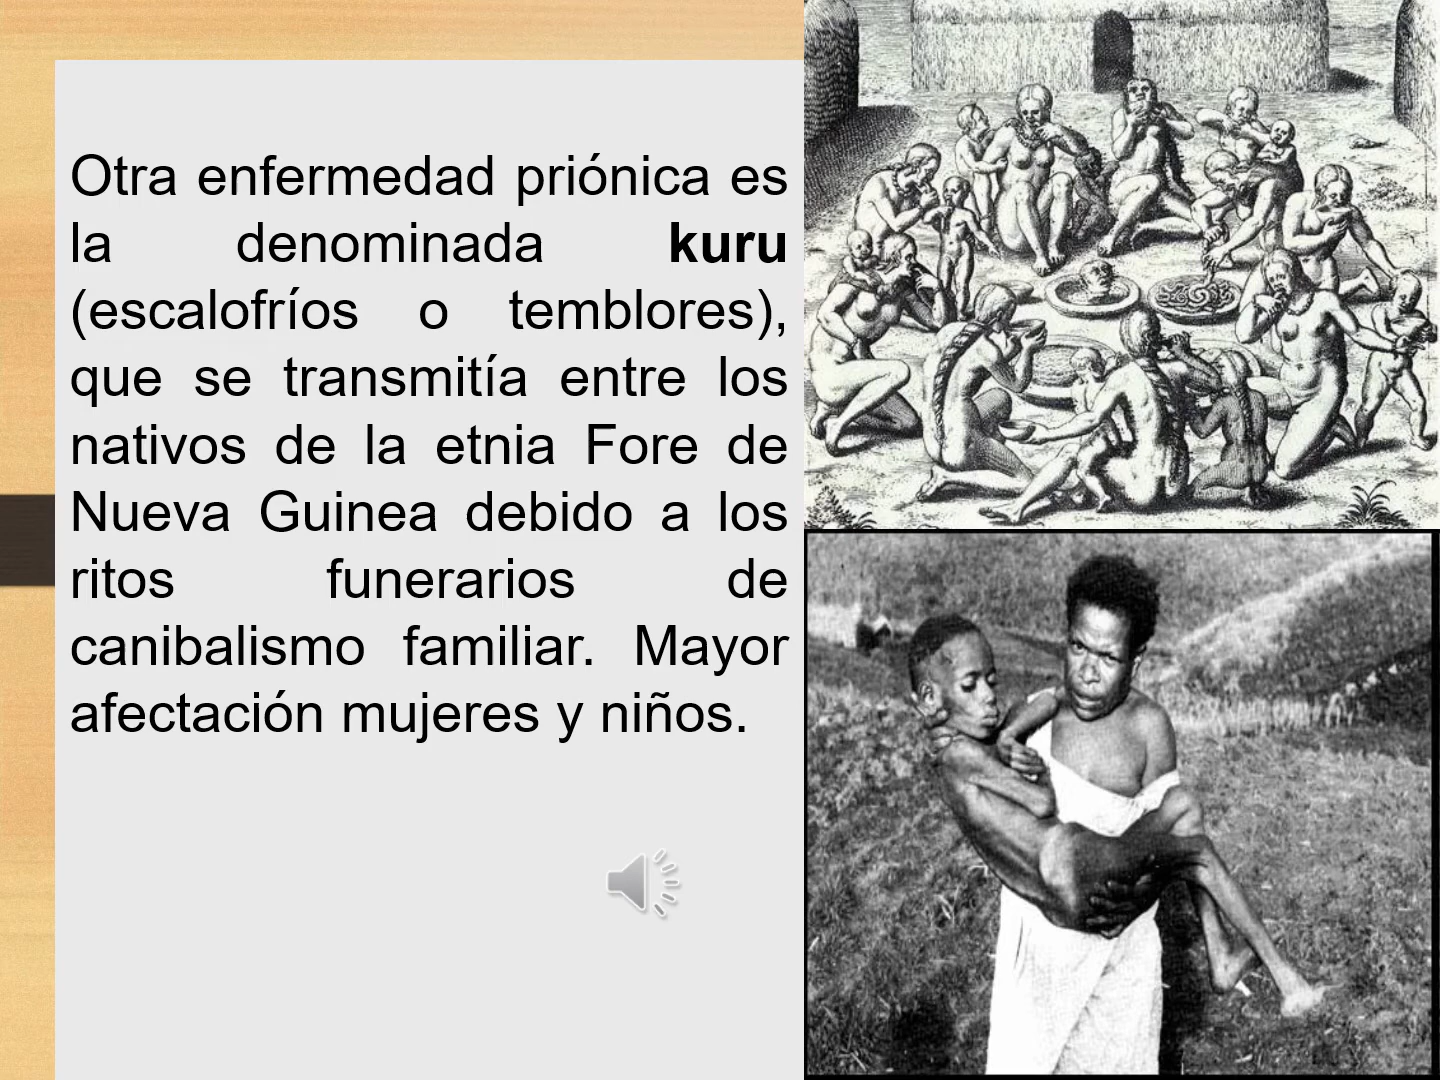 Otra enfermedad priónica es
la denominada kuru
(escalofríos o temblores),
que se transmitía entre los
nativos de la etnia Fore de
Nueva Guinea debido a los
ritos funerarios de
canibalismo familiar. Mayor
afectación mujeres y niños.